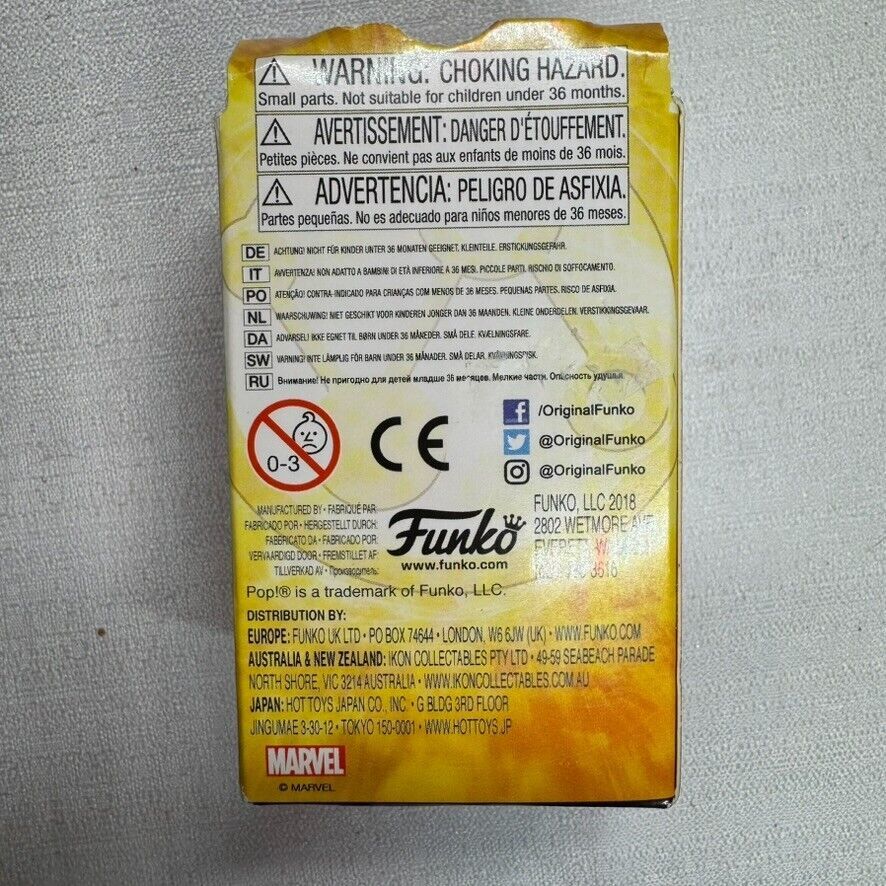 WARNING: CHOKING HAZARD.
Small parts. Not suitable for children under 36 months.
AVERTISSEMENT: DANGER D'ÉTOUFFEMENT.
Petites pièces. Ne convient pas aux enfants de moins de 36 mois.
ADVERTENCIA: PELIGRO DE ASFIXIA.
Partes pequeñas. No es adecuado para niños menores de 36 meses.
DE ACHTUNG! NICHT FÜR KINDER UNTER 36 MONATEN GEEIGNET. KLEINTEILE. ERSTICKUNGSGEFAHR.
IT AVVERTENZA! NON ADATTO A BAMBINI DI ETÀ INFERIORE A 36 MESI. PICCOLE PARTI. RISCHIO DI SOFFOCAMENTO.
PO ATENÇÃO! CONTRA-INDICADO PARA CRIANÇAS COM MENOS DE 36 MESES. PEQUENAS PARTES. RISCO DE ASFIXIA.
NL WAARSCHUWING! NIET GESCHIKT VOOR KINDEREN JONGER DAN 36 MAANDEN. KLEINE ONDERDELEN. VERSTIKKINGSGEVAAR.
DA ADVARSEL! IKKE EGNET TIL BØRN UNDER 36 MÅNEDER. SMÅ DELE. KVÆLNINGSFARE.
SW VARNING! INTE LÄMPLIG FÖR BARN UNDER 36 MÅNADER. SMÅ DELAR. KVÄVNINGSRISK.
RU Внимание! Не пригодно для детей младше 36 месяцев. Мелкие части. Опасность удушья.
0-3
CE
/OriginalFunko
@OriginalFunko
@OriginalFunko
MANUFACTURED BY • FABRIQUÉ PAR
FABRICADO POR • HERGESTELLT DURCH:
FABBRICATO DA • FABRICADO POR
VERVAARDIGD DOOR • FREMSTILLET AF
TILLVERKAD AV • Производитель:
Funko
www.funko.com
FUNKO, LLC 2018
2802 WETMORE AVE
EVERETT, W
3618
Pop!® is a trademark of Funko, LLC.
DISTRIBUTION BY:
EUROPE: FUNKO UK LTD • PO BOX 74644 • LONDON, W6 6JW (UK) • WWW.FUNKO.COM
AUSTRALIA & NEW ZEALAND: IKON COLLECTABLES PTY LTD • 49-59 SEABEACH PARADE
NORTH SHORE, VIC 3214 AUSTRALIA • WWW.IKONCOLLECTABLES.COM.AU
JAPAN: HOT TOYS JAPAN CO., INC. • G BLDG 3RD FLOOR
JINGUMAE 3-30-12 • TOKYO 150-0001 • WWW.HOTTOYS.JP
MARVEL
© MARVEL